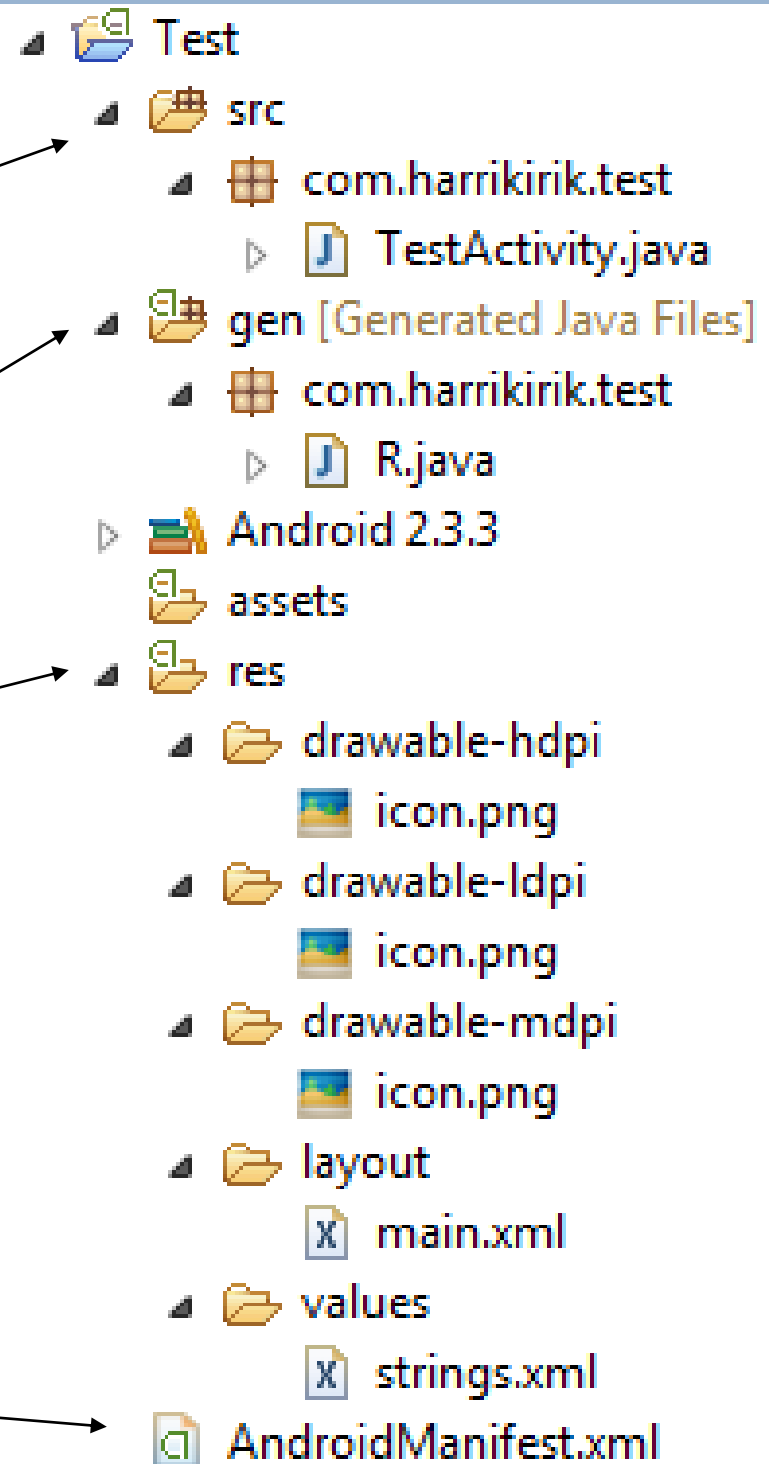 Test
src
com.harrikirik.test
TestActivity.java
gen [Generated Java Files]
com.harrikirik.test
R.java
Android 2.3.3
assets
res
drawable-hdpi
icon.png
drawable-ldpi
icon.png
drawable-mdpi
icon.png
layout
main.xml
values
strings.xml
AndroidManifest.xml